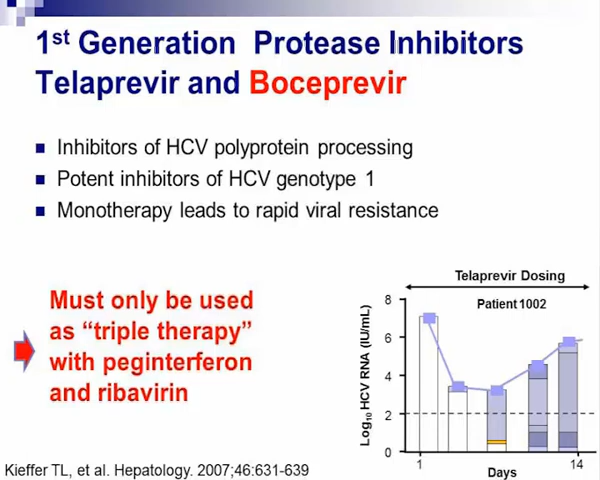 1st Generation Protease Inhibitors
Telaprevir and Boceprevir
Inhibitors of HCV polyprotein processing
Potent inhibitors of HCV genotype 1
Monotherapy leads to rapid viral resistance
Must only be used
as “triple therapy”
with peginterferon
and ribavirin
Telaprevir Dosing
Patient 1002
Log10 HCV RNA (IU/mL)
8
6
4
2
0
1
14
Days
Kieffer TL, et al. Hepatology. 2007;46:631-639